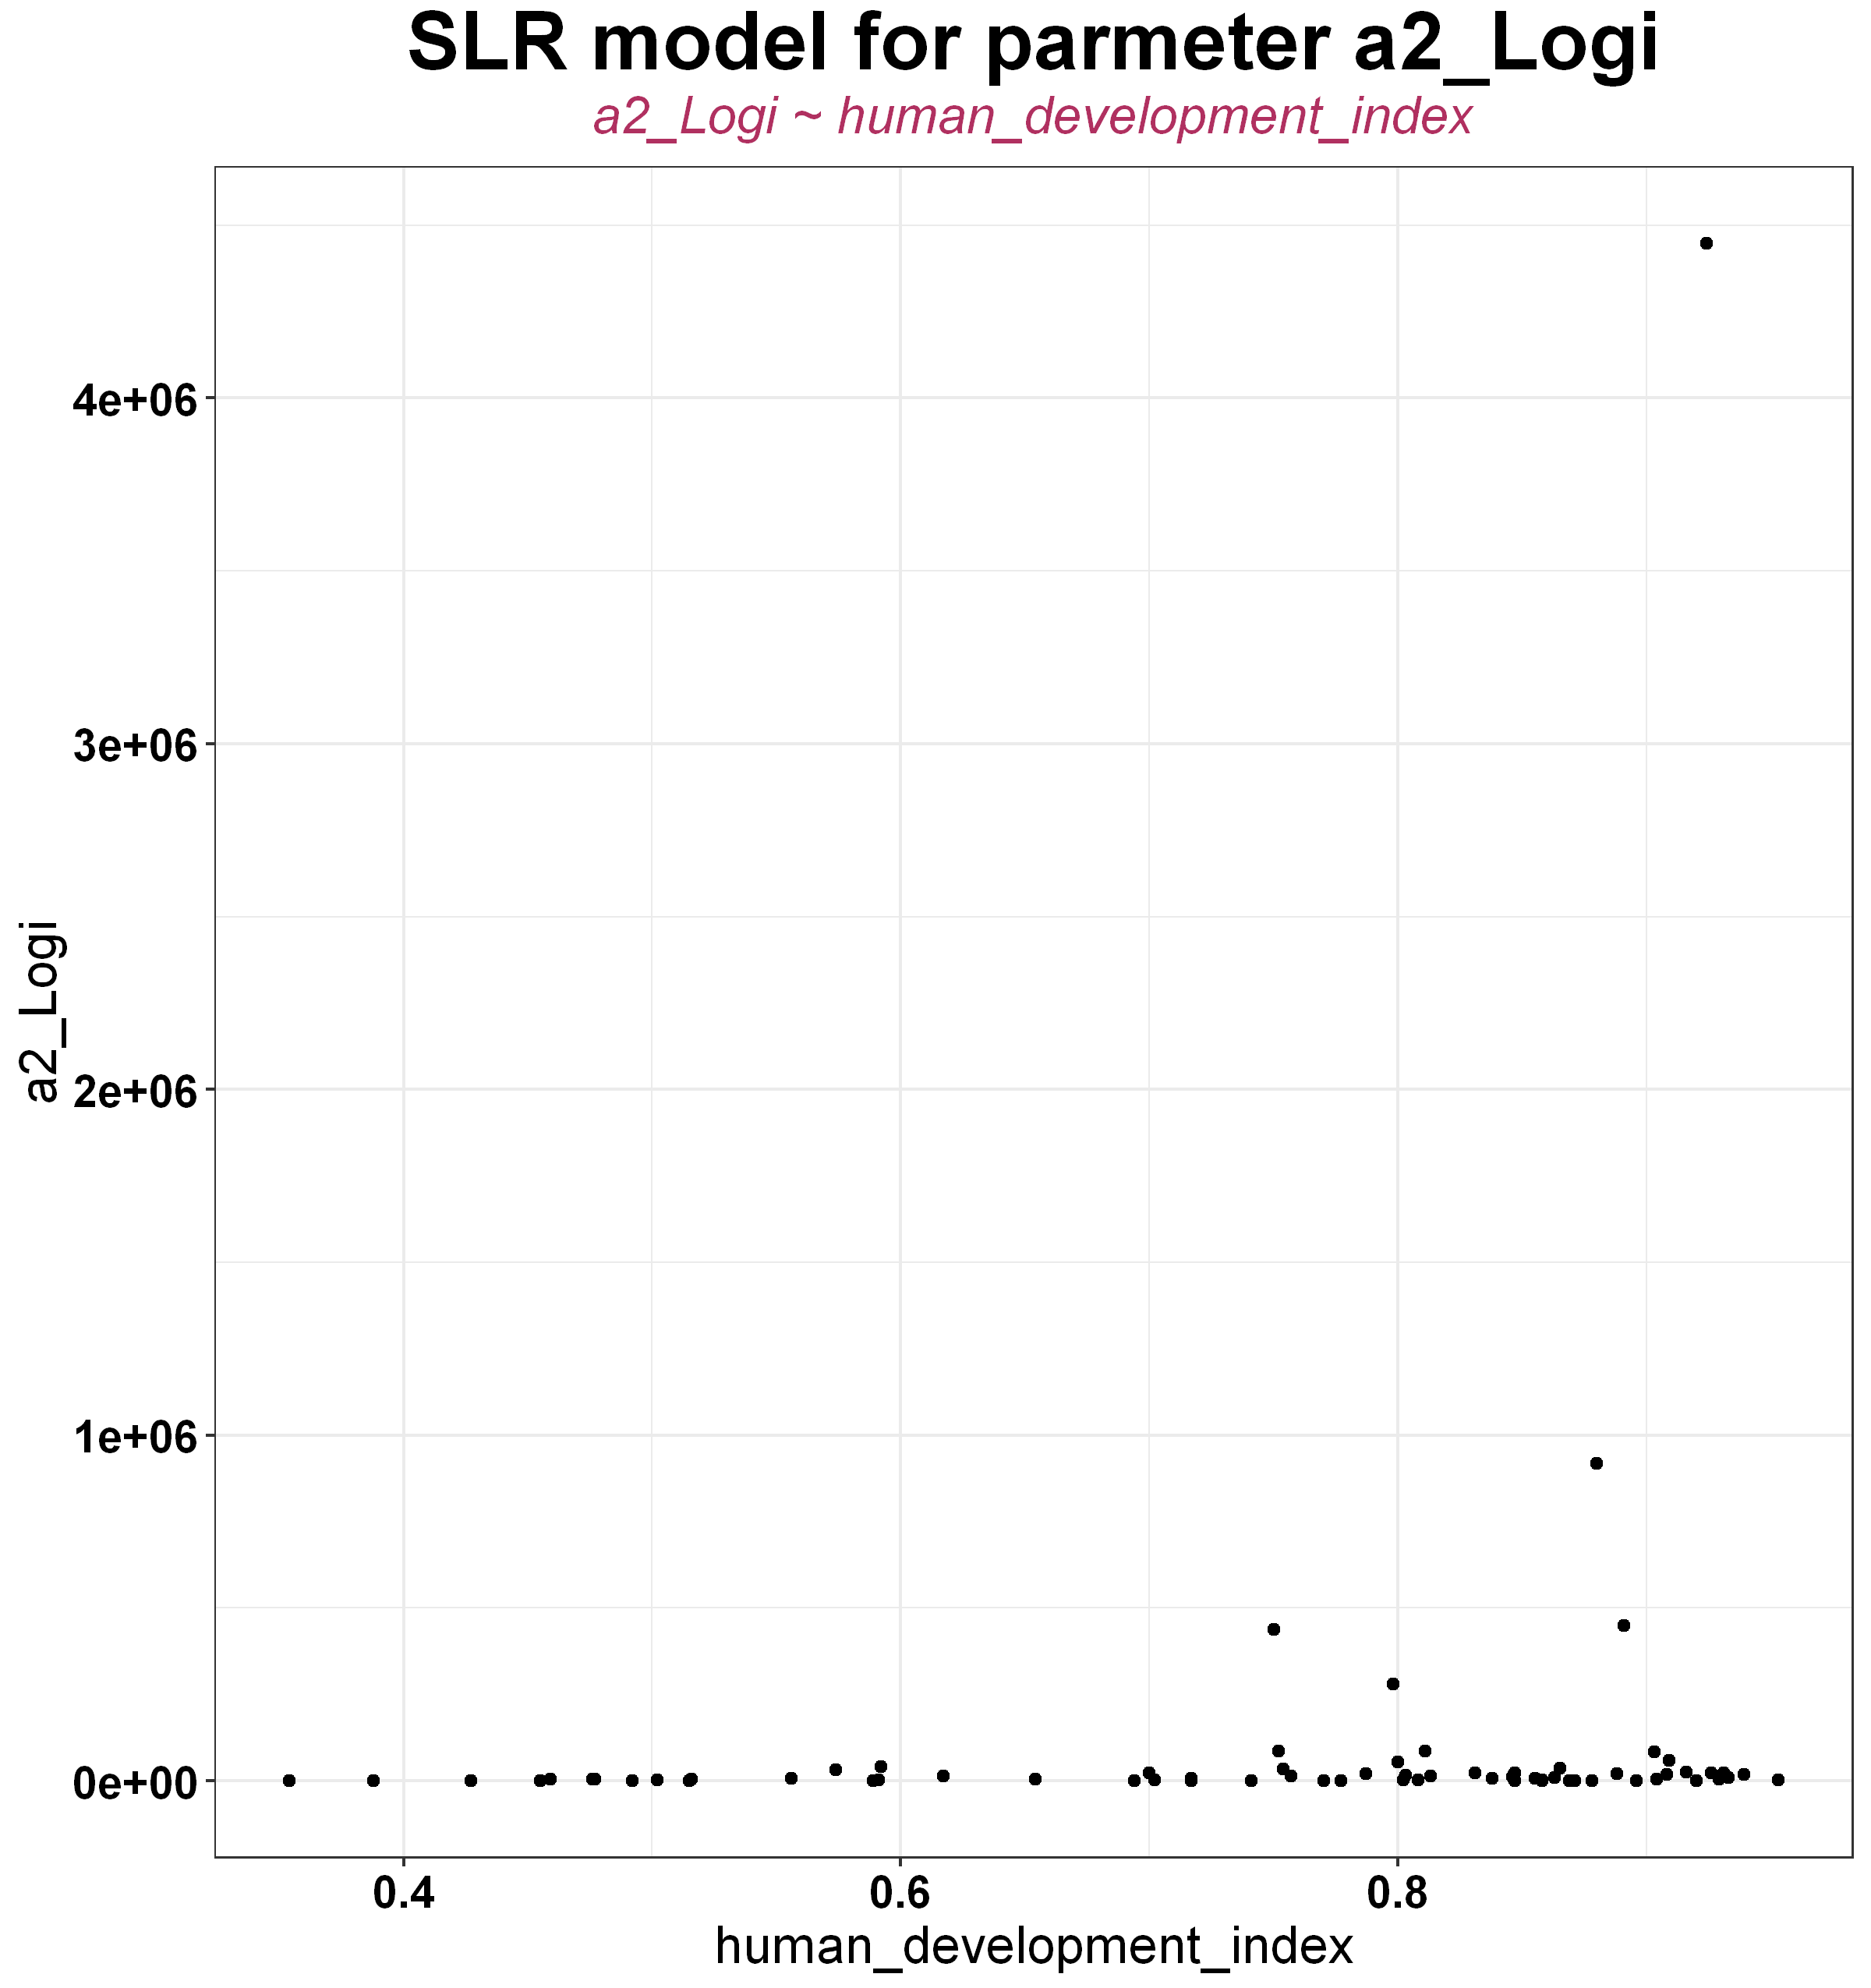 SLR model for parmeter a2_Logi
a2_Logi ~ human_development_index
4e+06
3e+06
2e+06
1e+06
0e+00
a2_Logi
0.4
0.6
0.8
human_development_index